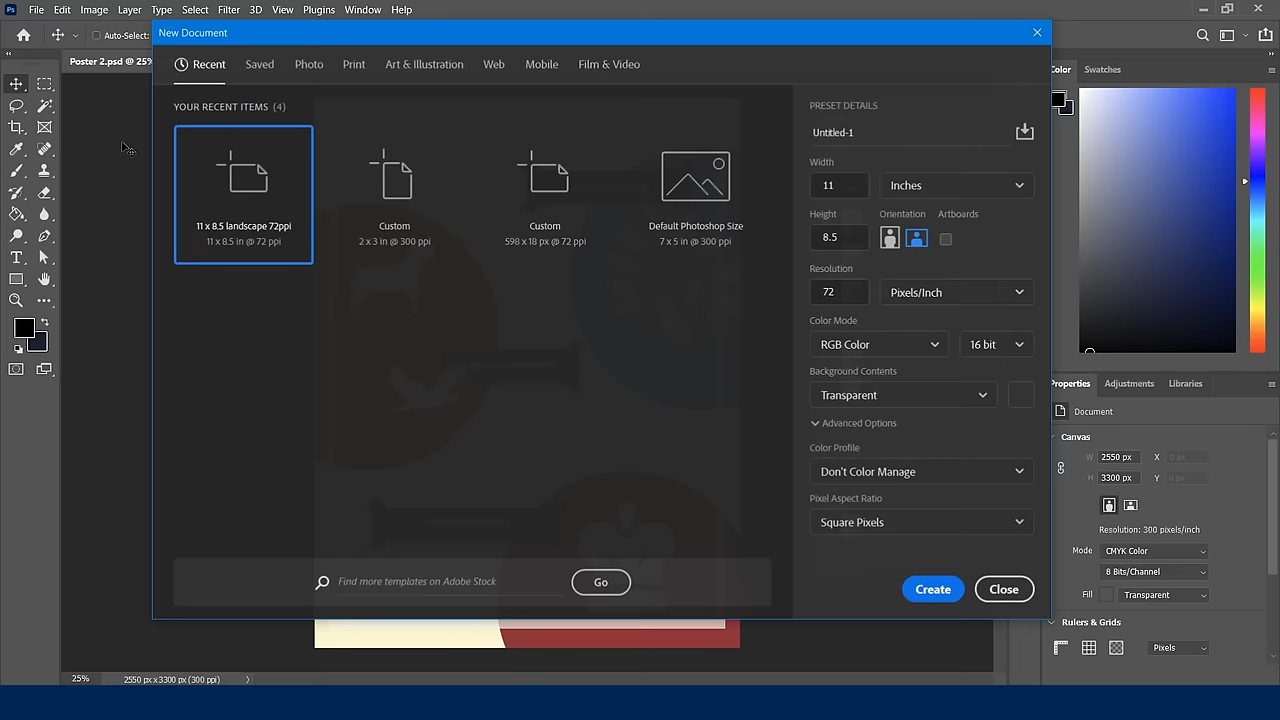 Ps File Edit Image Layer Type Select Filter 3D View Plugins Window Help
Auto-Select:
Poster 2.psd @ 25%
New Document
Recent Saved Photo Print Art & Illustration Web Mobile Film & Video
YOUR RECENT ITEMS (4)
11 x 8.5 landscape 72ppi
11 x 8.5 in @ 72 ppi
Custom
2 x 3 in @ 300 ppi
Custom
598 x 18 px @ 72 ppi
Default Photoshop Size
7 x 5 in @ 300 ppi
Find more templates on Adobe Stock
Go
PRESET DETAILS
Untitled-1
Width
11 Inches
Height Orientation Artboards
8.5
Resolution
72 Pixels/Inch
Color Mode
RGB Color 16 bit
Background Contents
Transparent
Advanced Options
Color Profile
Don't Color Manage
Pixel Aspect Ratio
Square Pixels
Create Close
Color Swatches
Properties Adjustments Libraries
Document
Canvas
W 2550 px X 0 px
H 3300 px Y 0 px
Resolution: 300 pixels/inch
Mode CMYK Color
8 Bits/Channel
Fill Transparent
Rulers & Grids
Pixels
25% 2550 px x 3300 px (300 ppi)